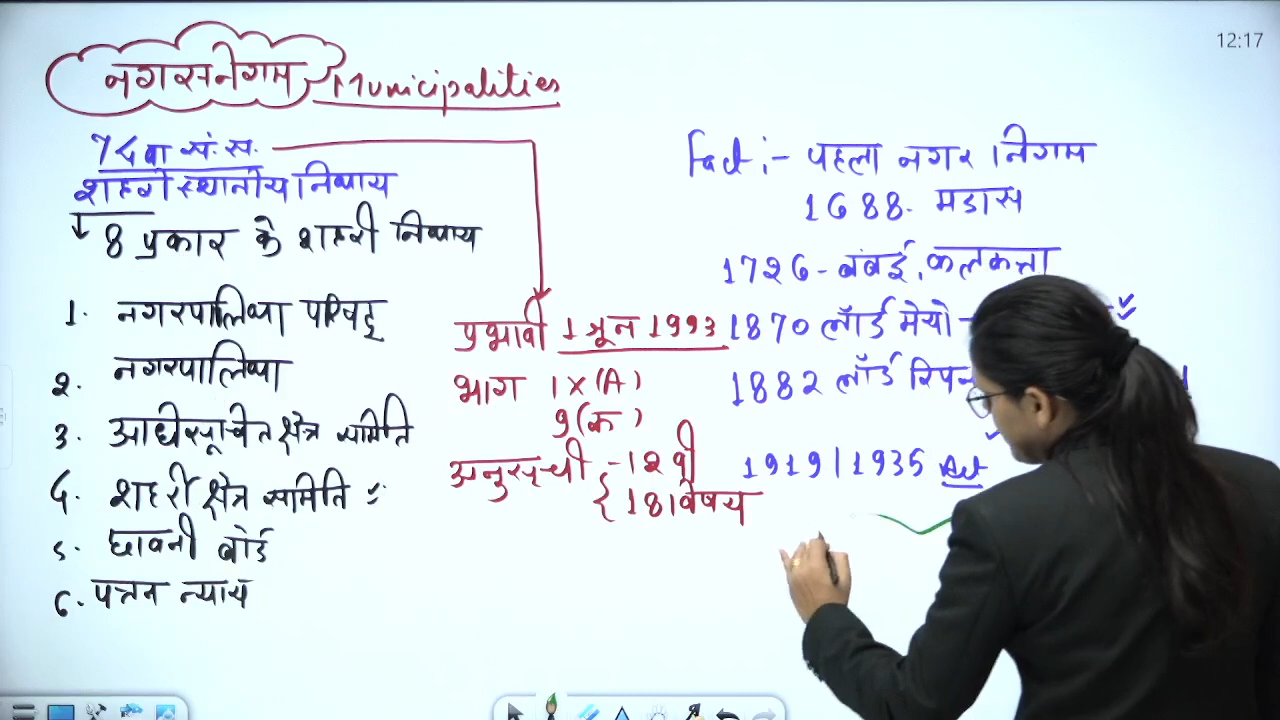 12:17
नगरनिगम Municipalities
74वा सं. स.
शहरी स्थानीय निकाय
8 प्रकार के शहरी निकाय
1. नगरपालिका परिषद्
2. नगरपालिका
3. अधिसूचित क्षेत्र समिति
4. शहरी क्षेत्र समिति
5. छावनी बोर्ड
6. पत्तन न्याय
प्रभावी 1 जून 1993
भाग IX (A)
9 (क)
अनुसूची - 12वी
18 विषय
Fact :- पहला नगर निगम
1688. मद्रास
1726 - बंबई, कलकत्ता
1870 लॉर्ड मेयो -
1882 लॉर्ड रिपन
1919 | 1935 Act